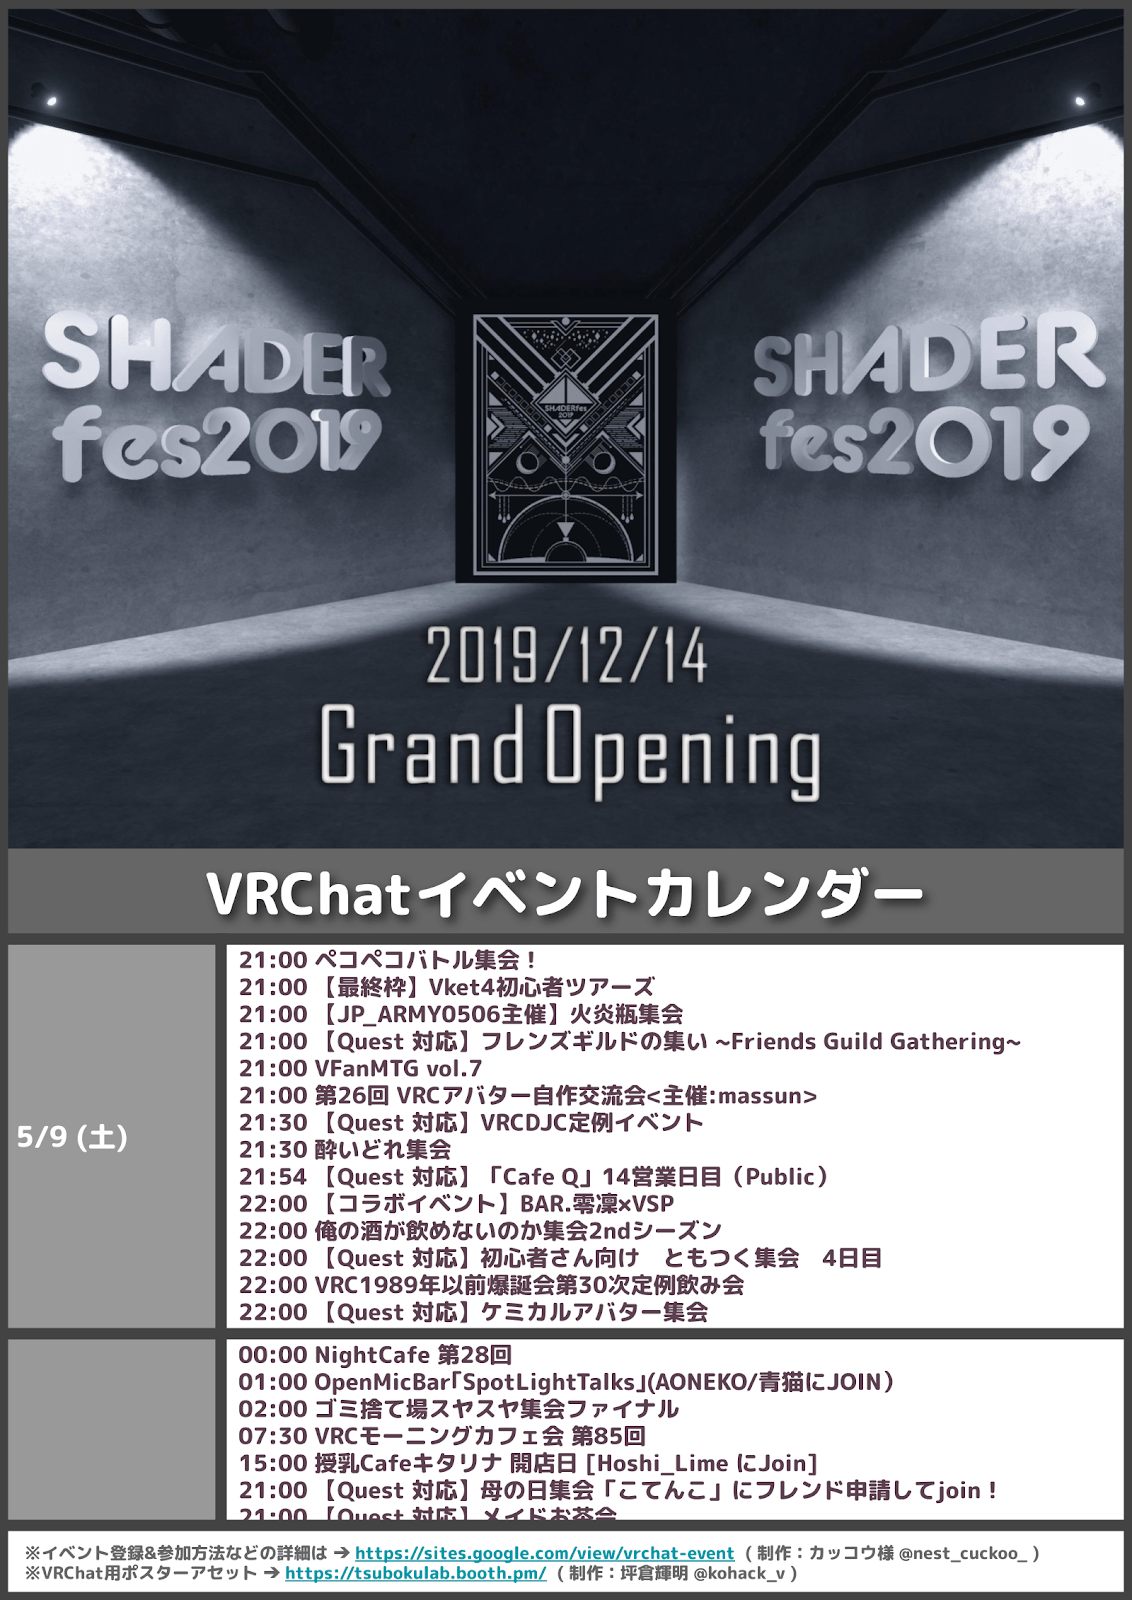 SHADER
fes2019
SHADER
fes2019
SHADERfes
2019
2019/12/14
Grand Opening
VRChatイベントカレンダー
5/9 (土)
21:00 ペコペコバトル集会！
21:00 【最終枠】Vket4初心者ツアーズ
21:00 【JP_ARMY0506主催】火炎瓶集会
21:00 【Quest 対応】フレンズギルドの集い ~Friends Guild Gathering~
21:00 VFanMTG vol.7
21:00 第26回 VRCアバター自作交流会<主催:massun>
21:30 【Quest 対応】VRCDJC定例イベント
21:30 酔いどれ集会
21:54 【Quest 対応】「Cafe Q」14営業日目（Public）
22:00 【コラボイベント】BAR.零凜×VSP
22:00 俺の酒が飲めないのか集会2ndシーズン
22:00 【Quest 対応】初心者さん向け　ともつく集会　4日目
22:00 VRC1989年以前爆誕会第30次定例飲み会
22:00 【Quest 対応】ケミカルアバター集会
00:00 NightCafe 第28回
01:00 OpenMicBar｢SpotLightTalks｣(AONEKO/青猫にJOIN）
02:00 ゴミ捨て場スヤスヤ集会ファイナル
07:30 VRCモーニングカフェ会 第85回
15:00 授乳Cafeキタリナ 開店日 [Hoshi_Lime にJoin]
21:00 【Quest 対応】母の日集会「こてんこ」にフレンド申請してjoin！
21:00 【Quest 対応】メイドお茶会
※イベント登録&参加方法などの詳細は ➔ https://sites.google.com/view/vrchat-event （ 制作：カッコウ様 @nest_cuckoo_ ）
※VRChat用ポスターアセット ➔ https://tsubokulab.booth.pm/ （ 制作：坪倉輝明 @kohack_v ）